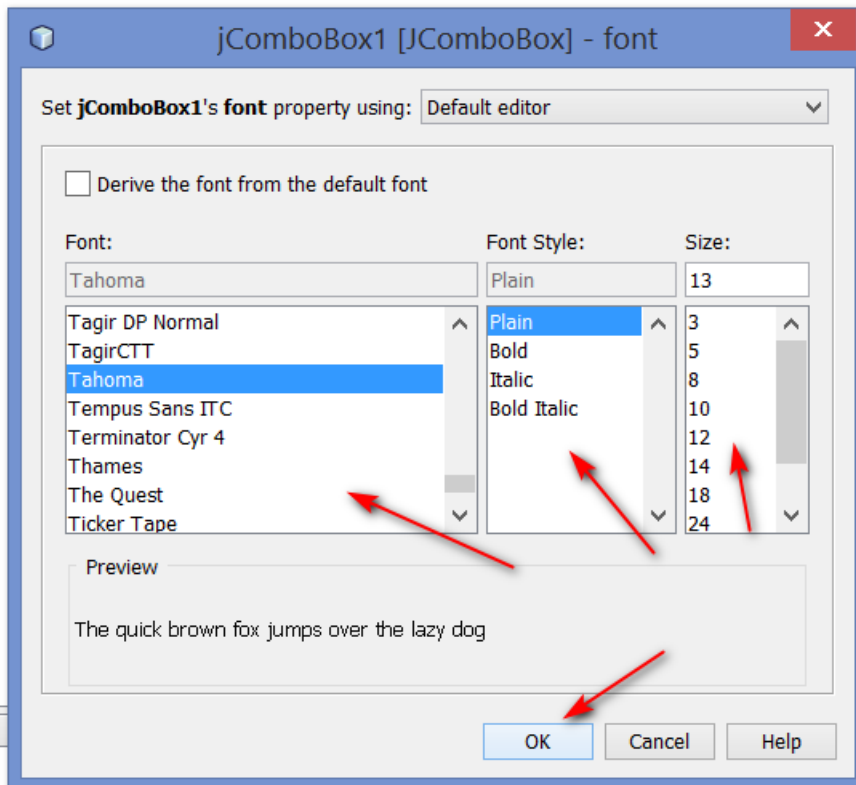 jComboBox1 [JComboBox] - font
Set jComboBox1's font property using: Default editor
Derive the font from the default font
Font:
Tahoma
Tagir DP Normal
TagirCTT
Tahoma
Tempus Sans ITC
Terminator Cyr 4
Thames
The Quest
Ticker Tape
Font Style:
Plain
Plain
Bold
Italic
Bold Italic
Size:
13
3
5
8
10
12
14
18
24
Preview
The quick brown fox jumps over the lazy dog
OK Cancel Help